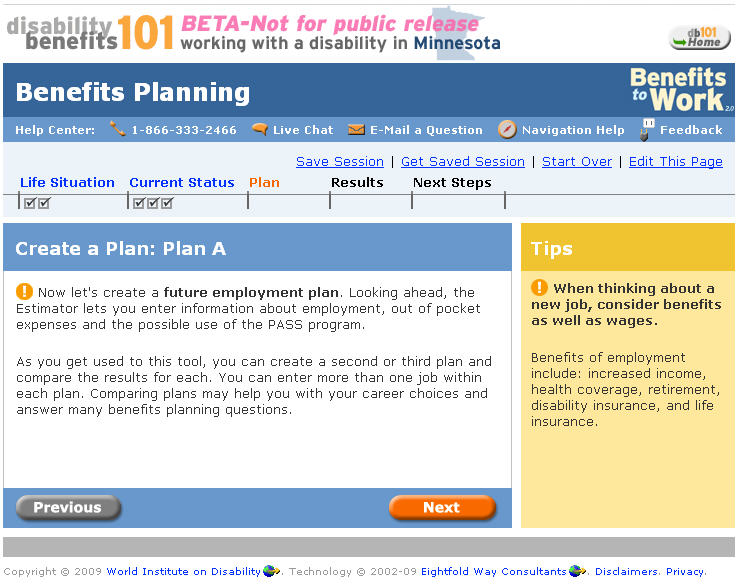 disability BETA-Not for public release
benefits101 working with a disability in Minnesota
db101
Home
Benefits Planning
Benefits
to Work 2.0
Help Center: 1-866-333-2466 Live Chat E-Mail a Question Navigation Help Feedback
Save Session | Get Saved Session | Start Over | Edit This Page
Life Situation Current Status Plan Results Next Steps
Create a Plan: Plan A
Now let's create a future employment plan. Looking ahead, the
Estimator lets you enter information about employment, out of pocket
expenses and the possible use of the PASS program.
As you get used to this tool, you can create a second or third plan and
compare the results for each. You can enter more than one job within
each plan. Comparing plans may help you with your career choices and
answer many benefits planning questions.
Previous Next
Tips
When thinking about a
new job, consider benefits
as well as wages.
Benefits of employment
include: increased income,
health coverage, retirement,
disability insurance, and life
insurance.
Copyright © 2009 World Institute on Disability. Technology © 2002-09 Eightfold Way Consultants. Disclaimers. Privacy.